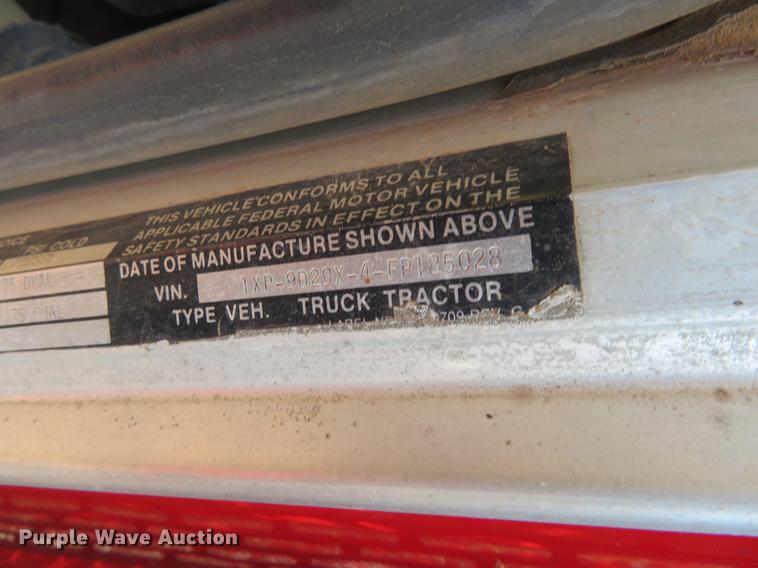 THIS VEHICLE CONFORMS TO ALL
APPLICABLE FEDERAL MOTOR VEHICLE
SAFETY STANDARDS IN EFFECT ON THE
DATE OF MANUFACTURE SHOWN ABOVE
VIN. 1XP-9D29X-4-FP185028
TYPE VEH. TRUCK TRACTOR
PSI COLD
75 DUAL
75 DUAL
Purple Wave Auction